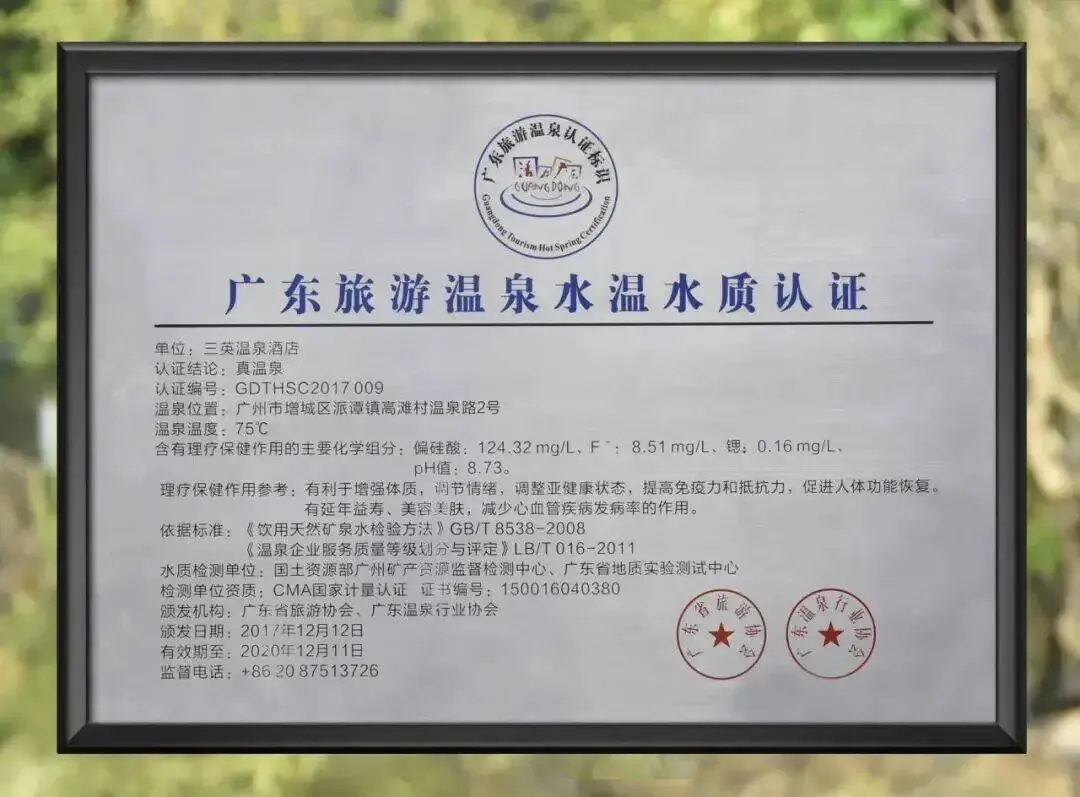 广东旅游温泉认证标识
活力广东
GUANGDONG
Guangdong Tourism Hot Spring Certification
广东旅游温泉水温水质认证
单位：三英温泉酒店
认证结论：真温泉
认证编号：GDTHSC2017 009
温泉位置：广州市增城区派潭镇高滩村温泉路2号
温泉温度：75℃
含有理疗保健作用的主要化学组分：偏硅酸：124.32 mg/L、F⁻：8.51 mg/L、锶：0.16 mg/L、
pH值：8.73。
理疗保健作用参考：有利于增强体质，调节情绪，调整亚健康状态，提高免疫力和抵抗力，促进人体功能恢复。
有延年益寿、美容美肤，减少心血管疾病发病率的作用。
依据标准：《饮用天然矿泉水检验方法》GB/T 8538-2008
《温泉企业服务质量等级划分与评定》LB/T 016-2011
水质检测单位：国土资源部广州矿产资源监督检测中心、广东省地质实验测试中心
检测单位资质：CMA国家计量认证 证书编号：150016040380
颁发机构：广东省旅游协会、广东温泉行业协会
颁发日期：2017年12月12日
有效期至：2020年12月11日
监督电话：+86 20 87513726
广东省旅游协会
广东温泉行业协会